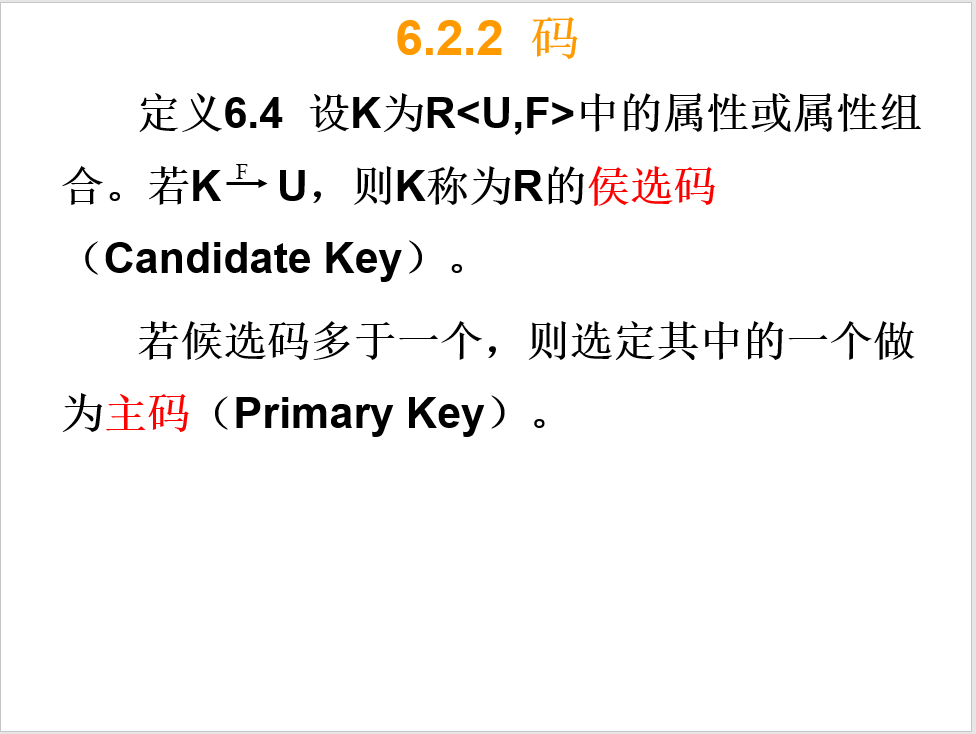 6.2.2 码
定义6.4 设K为R<U,F>中的属性或属性组
合。若K F→ U，则K称为R的侯选码
（Candidate Key）。
若候选码多于一个，则选定其中的一个做
为主码（Primary Key）。